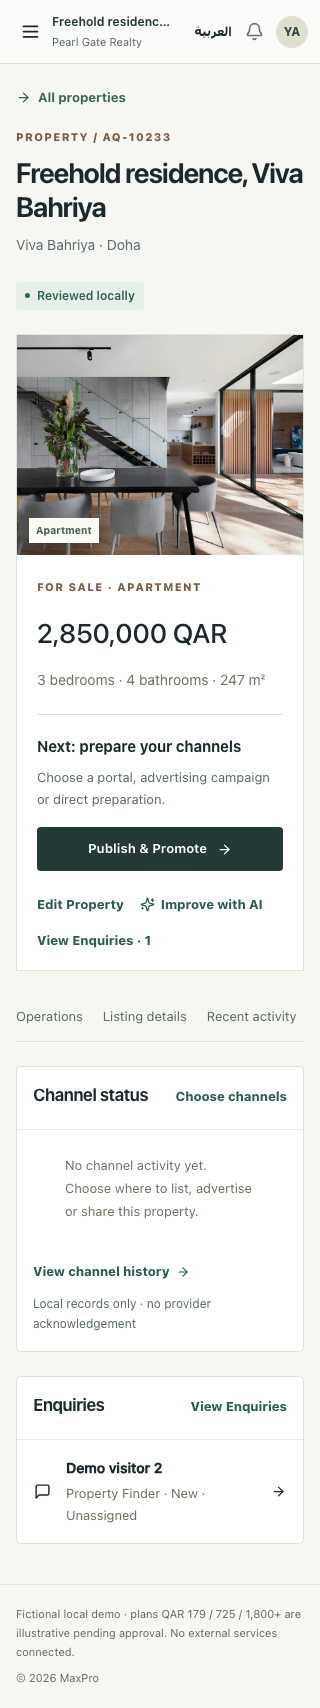 Freehold residenc...
Pearl Gate Realty
العربية
YA
All properties
PROPERTY / AQ-10233
Freehold residence, Viva
Bahriya
Viva Bahriya · Doha
Reviewed locally
Apartment
FOR SALE · APARTMENT
2,850,000 QAR
3 bedrooms · 4 bathrooms · 247 m²
Next: prepare your channels
Choose a portal, advertising campaign
or direct preparation.
Publish & Promote
Edit Property
Improve with AI
View Enquiries · 1
Operations
Listing details
Recent activity
Channel status
Choose channels
No channel activity yet.
Choose where to list, advertise
or share this property.
View channel history
Local records only · no provider
acknowledgement
Enquiries
View Enquiries
Demo visitor 2
Property Finder · New ·
Unassigned
Fictional local demo · plans QAR 179 / 725 / 1,800+ are
illustrative pending approval. No external services
connected.
© 2026 MaxPro